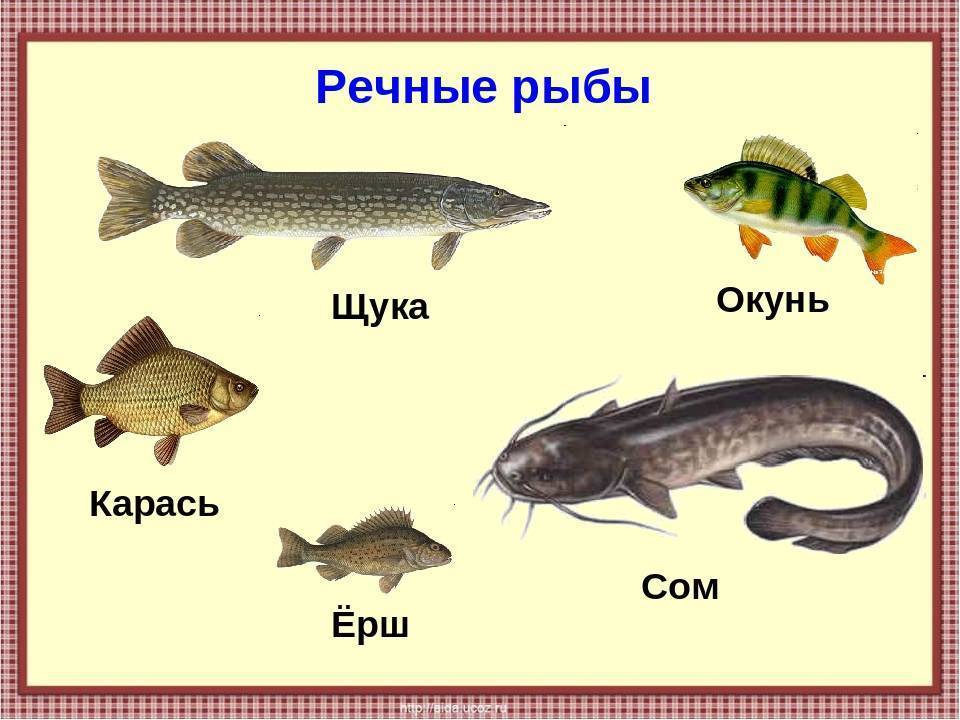 Речные рыбы
Щука
Окунь
Карась
Сом
Ёрш
http://aida.ucoz.ru